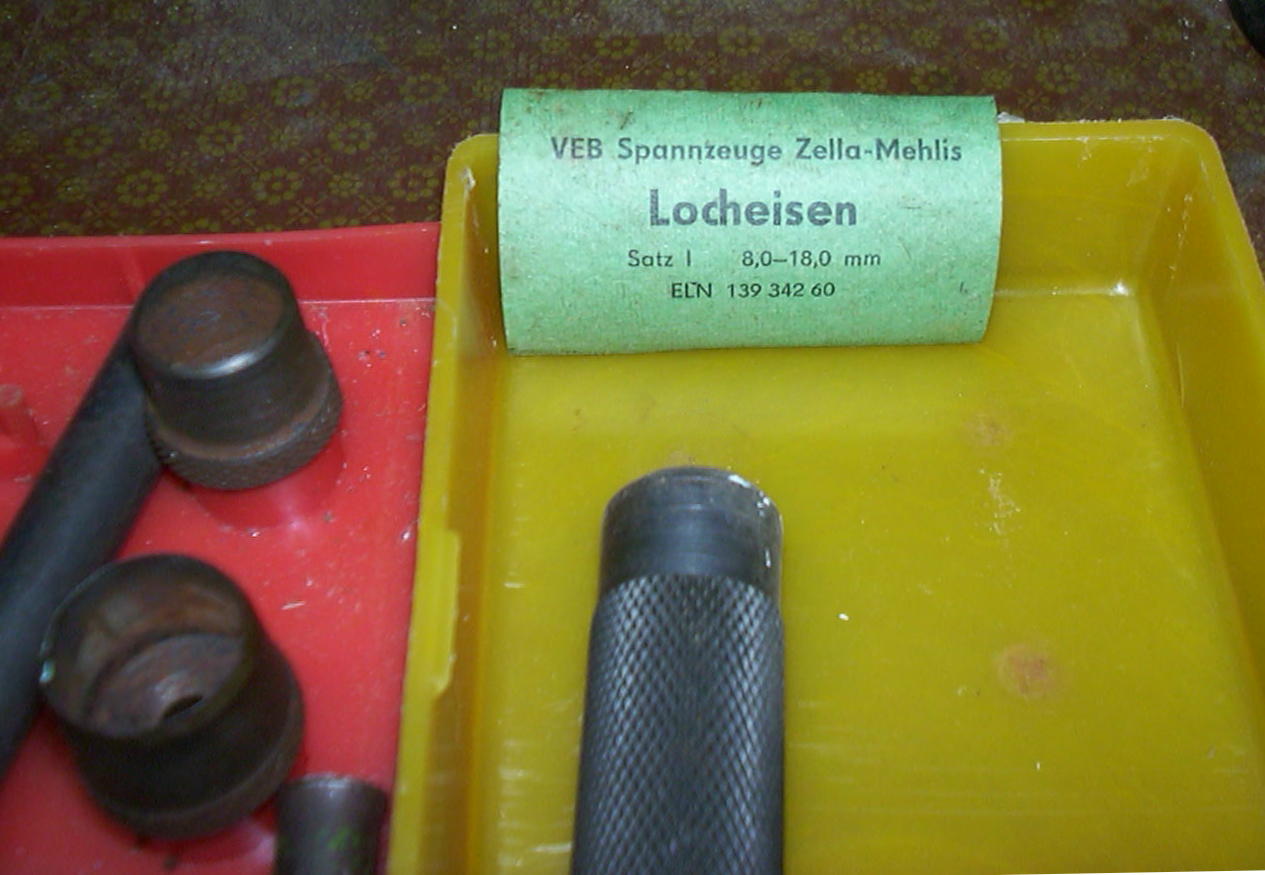 VEB Spannzeuge Zella-Mehlis
Locheisen
Satz I 8,0–18,0 mm
ELN 139 342 60